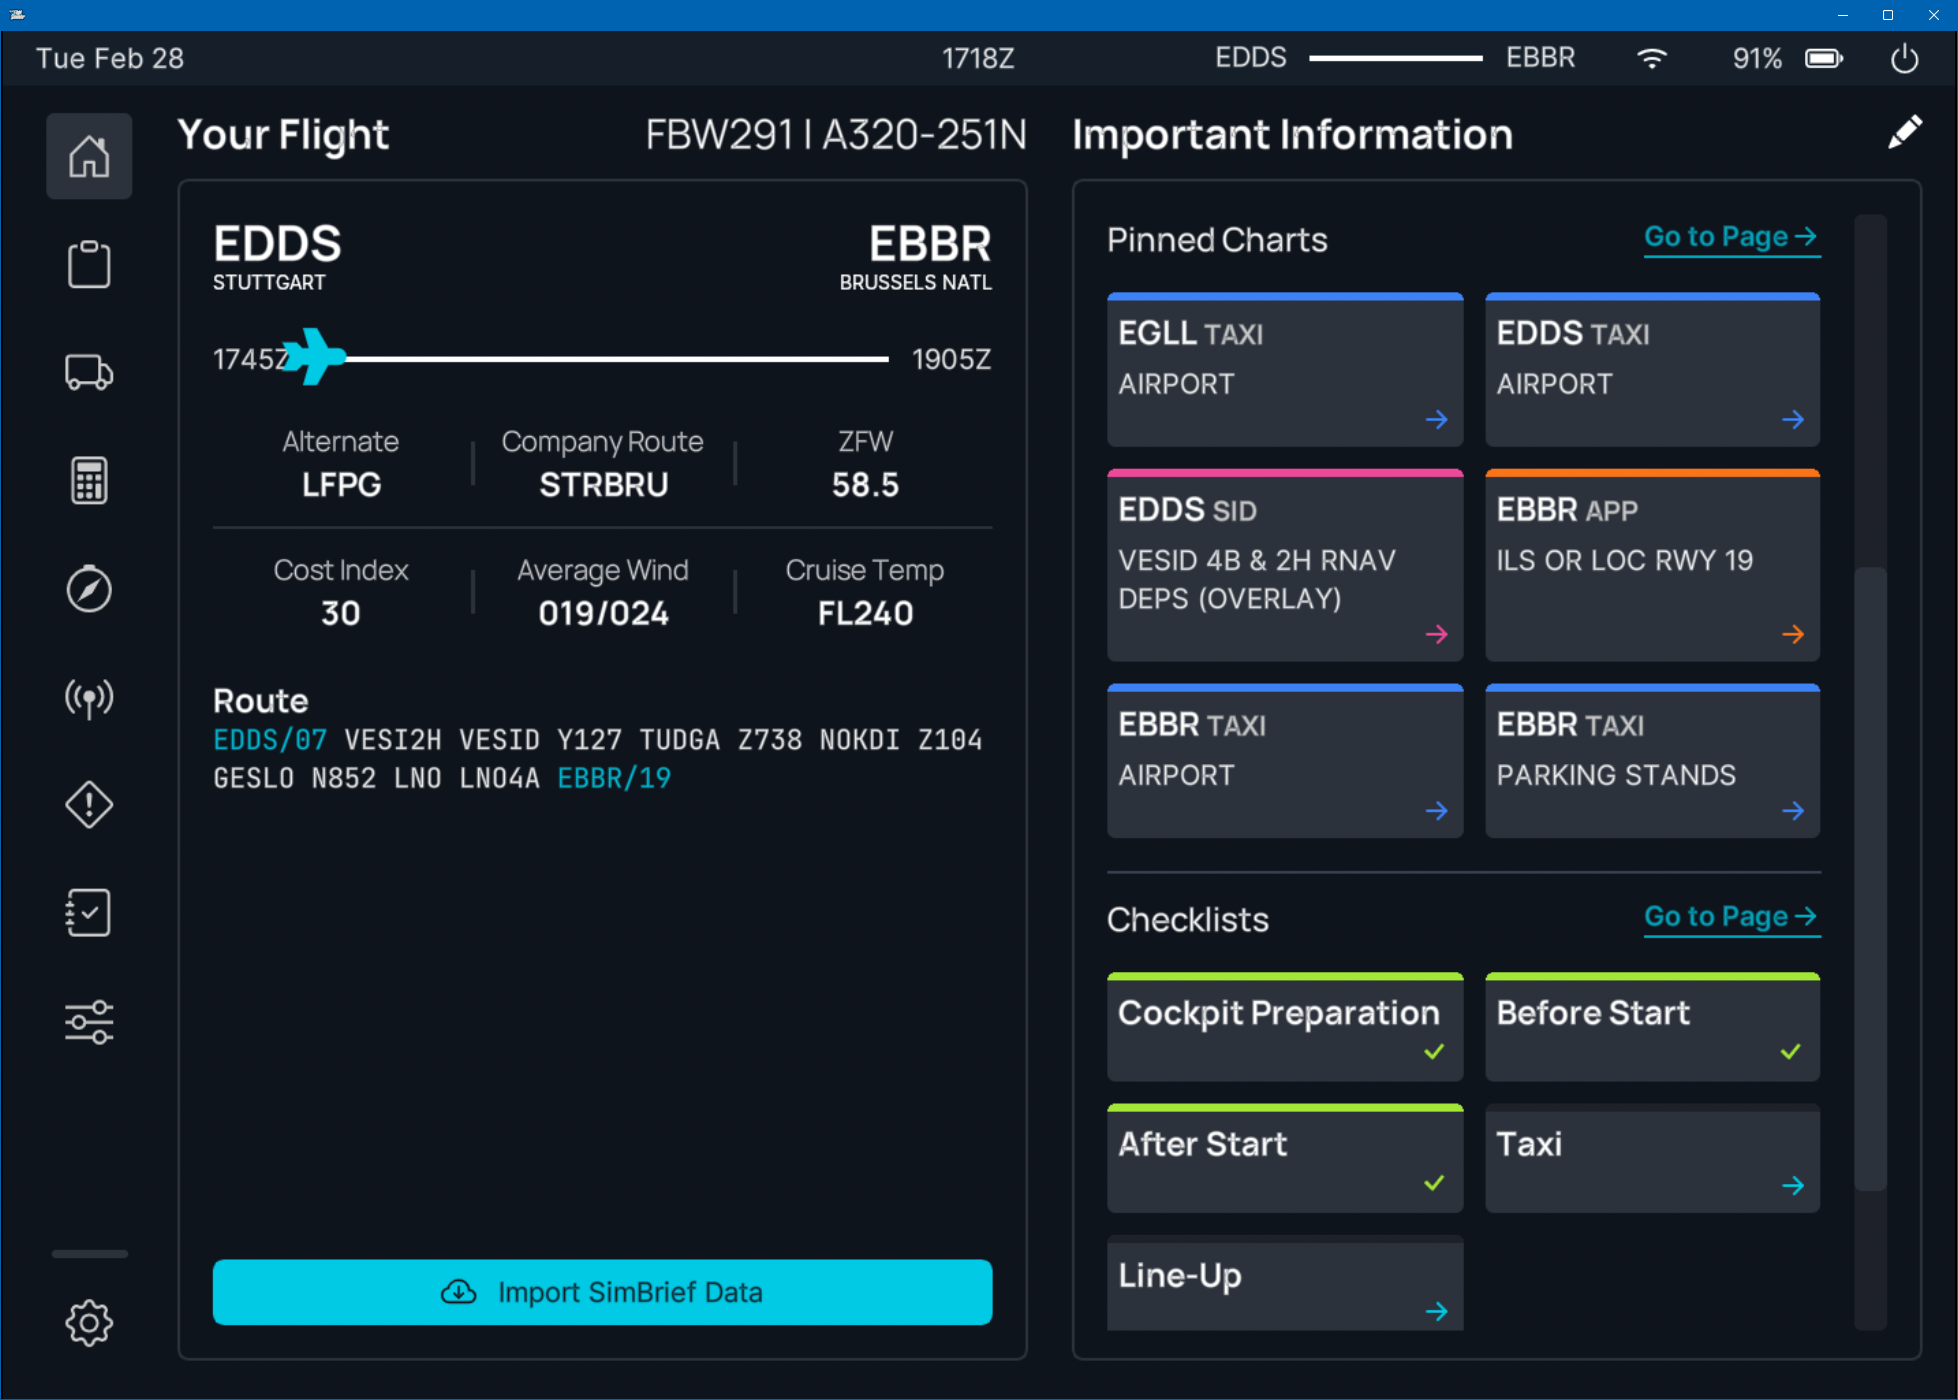 Tue Feb 28
1718Z
EDDS
EBBR
91%
Your Flight
FBW291 | A320-251N
EDDS
EBBR
STUTTGART
BRUSSELS NATL
1745Z
1905Z
Alternate
Company Route
ZFW
LFPG
STRBRU
58.5
Cost Index
Average Wind
Cruise Temp
30
019/024
FL240
Route
EDDS/07 VESI2H VESID Y127 TUDGA Z738 NOKDI Z104
GESLO N852 LNO LNO4A EBBR/19
Import SimBrief Data
Important Information
Pinned Charts
Go to Page
EGLL TAXI
AIRPORT
EDDS TAXI
AIRPORT
EDDS SID
VESID 4B & 2H RNAV
DEPS (OVERLAY)
EBBR APP
ILS OR LOC RWY 19
EBBR TAXI
AIRPORT
EBBR TAXI
PARKING STANDS
Checklists
Go to Page
Cockpit Preparation
Before Start
After Start
Taxi
Line-Up